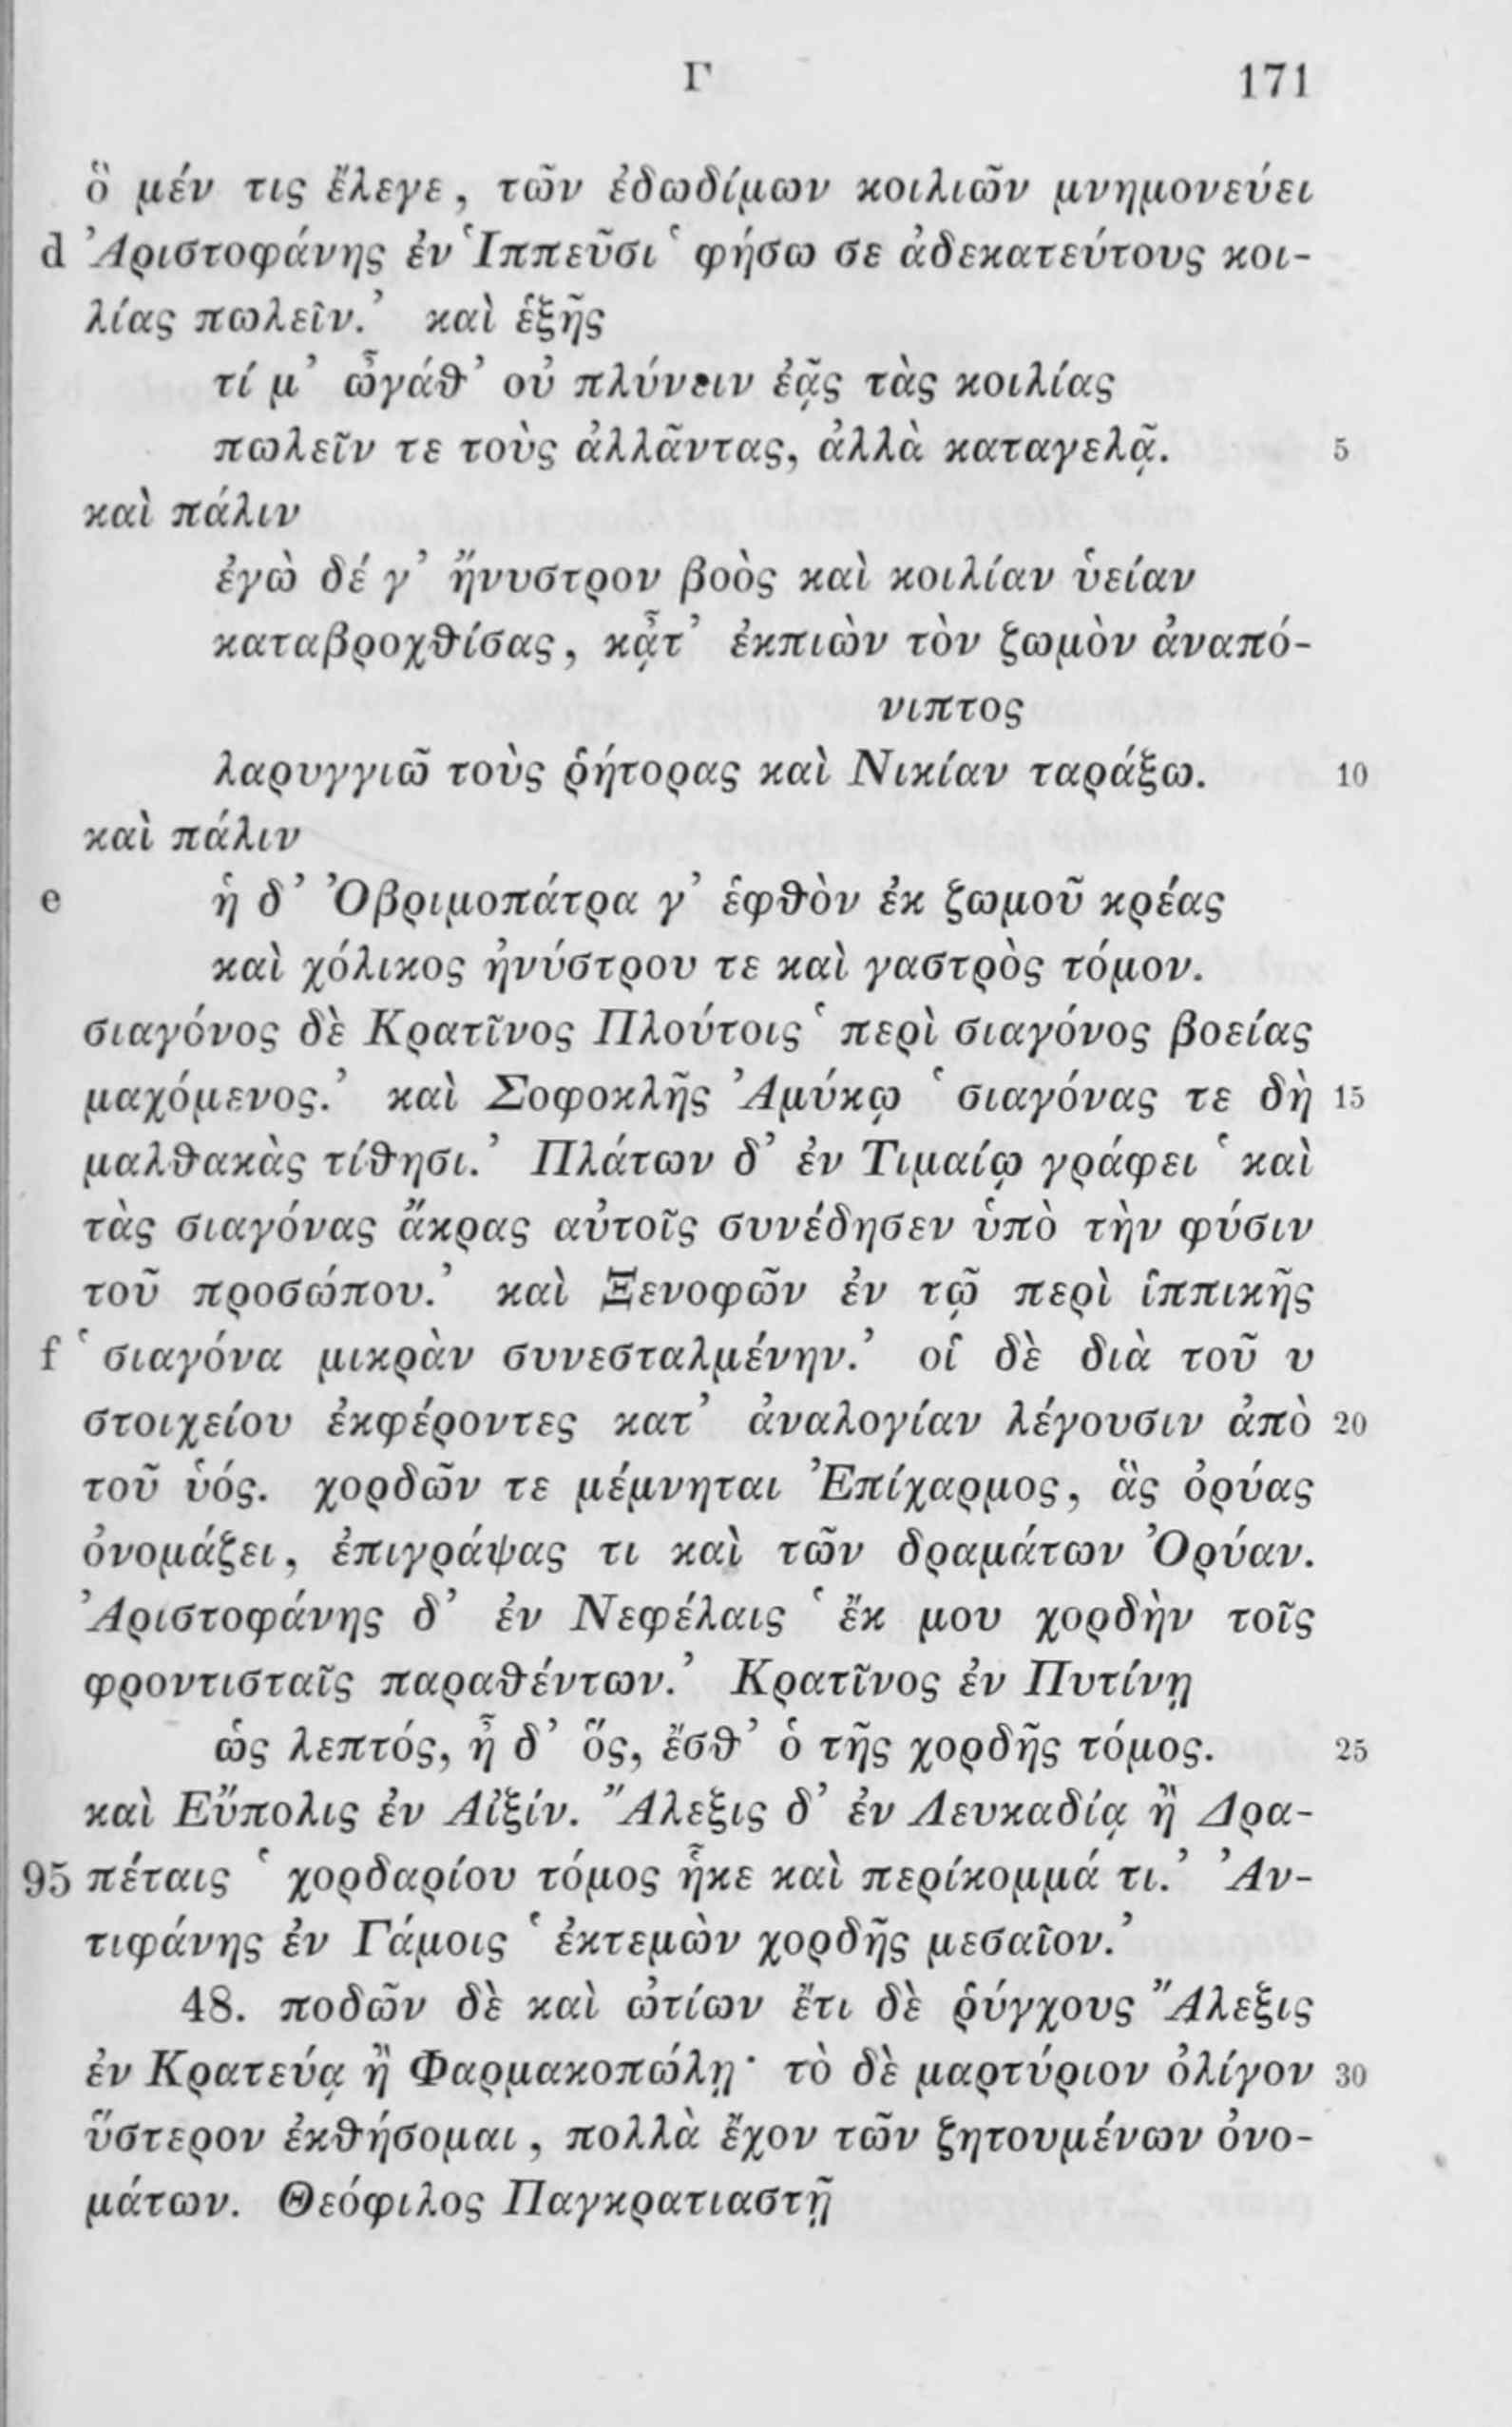 Γ 171
ὃ μέν τις ἔλεγε, τῶν ἐδωδίμων κοιλιῶν μνημονεύει
d Ἀριστοφάνης ἐν Ἱππεῦσι ‘φήσω σε ἀδεκατεύτους κοι-
λίας πωλεῖν.’ καὶ ἑξῆς
τί μ’ ὦγάθ’ οὐ πλύνειν ἐᾷς τὰς κοιλίας
πωλεῖν τε τοὺς ἀλλᾶντας, ἀλλὰ καταγελᾷ. 5
καὶ πάλιν
ἐγὼ δέ γ’ ἤνυστρον βοὸς καὶ κοιλίαν ὑείαν
καταβροχθίσας, κᾆτ’ ἐκπιὼν τὸν ζωμὸν ἀναπό-
νιπτος
λαρυγγιῶ τοὺς ῥήτορας καὶ Νικίαν ταράξω. 10
καὶ πάλιν
e ἡ δ’ Ὀβριμοπάτρα γ’ ἑφθὸν ἐκ ζωμοῦ κρέας
καὶ χόλικος ἠνύστρου τε καὶ γαστρὸς τόμον.
σιαγόνος δὲ Κρατῖνος Πλούτοις ‘περὶ σιαγόνος βοείας
μαχόμενος.’ καὶ Σοφοκλῆς Ἀμύκῳ ‘σιαγόνας τε δὴ 15
μαλθακὰς τίθησι.’ Πλάτων δ’ ἐν Τιμαίῳ γράφει ‘καὶ
τὰς σιαγόνας ἄκρας αὐτοῖς συνέδησεν ὑπὸ τὴν φύσιν
τοῦ προσώπου.’ καὶ Ξενοφῶν ἐν τῷ περὶ ἱππικῆς
f ‘σιαγόνα μικρὰν συνεσταλμένην.’ οἱ δὲ διὰ τοῦ υ
στοιχείου ἐκφέροντες κατ’ ἀναλογίαν λέγουσιν ἀπὸ 20
τοῦ ὑός. χορδῶν τε μέμνηται Ἐπίχαρμος, ἃς ὀρύας
ὀνομάζει, ἐπιγράψας τι καὶ τῶν δραμάτων Ὀρύαν.
Ἀριστοφάνης δ’ ἐν Νεφέλαις ‘ἔκ μου χορδὴν τοῖς
φροντισταῖς παραθέντων.’ Κρατῖνος ἐν Πυτίνῃ
ὡς λεπτός, ἦ δ’ ὅς, ἔσθ’ ὁ τῆς χορδῆς τόμος. 25
καὶ Εὔπολις ἐν Αἰξίν. Ἄλεξις δ’ ἐν Λευκαδίᾳ ἢ Δρα-
95 πέταις ‘χορδαρίου τόμος ἧκε καὶ περίκομμά τι.’ Ἀν-
τιφάνης ἐν Γάμοις ‘ἐκτεμὼν χορδῆς μεσαῖον.’
48. ποδῶν δὲ καὶ ὠτίων ἔτι δὲ ῥύγχους Ἄλεξις
ἐν Κρατεύᾳ ἢ Φαρμακοπώλῃ· τὸ δὲ μαρτύριον ὀλίγον 30
ὕστερον ἐκθήσομαι, πολλὰ ἔχον τῶν ζητουμένων ὀνο-
μάτων. Θεόφιλος Παγκρατιαστῇ